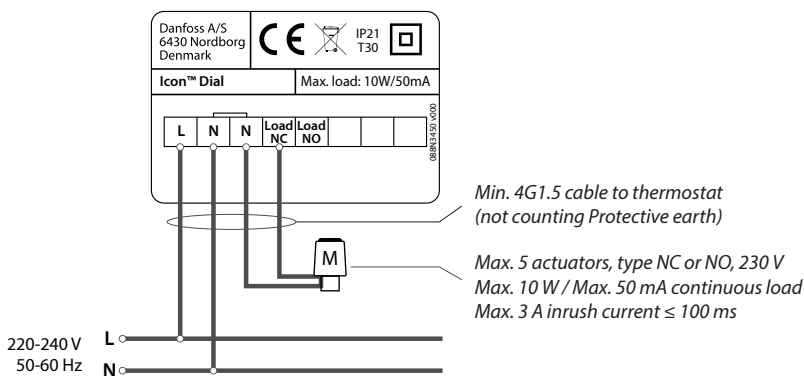 Danfoss A/S
6430 Nordborg
Denmark
CE
IP21
T30
Icon™ Dial
Max. load: 10W/50mA
L N N Load NC Load NO
088N3450 v000
Min. 4G1.5 cable to thermostat
(not counting Protective earth)
M
Max. 5 actuators, type NC or NO, 230 V
Max. 10 W / Max. 50 mA continuous load
Max. 3 A inrush current ≤ 100 ms
220-240 V L
50-60 Hz N